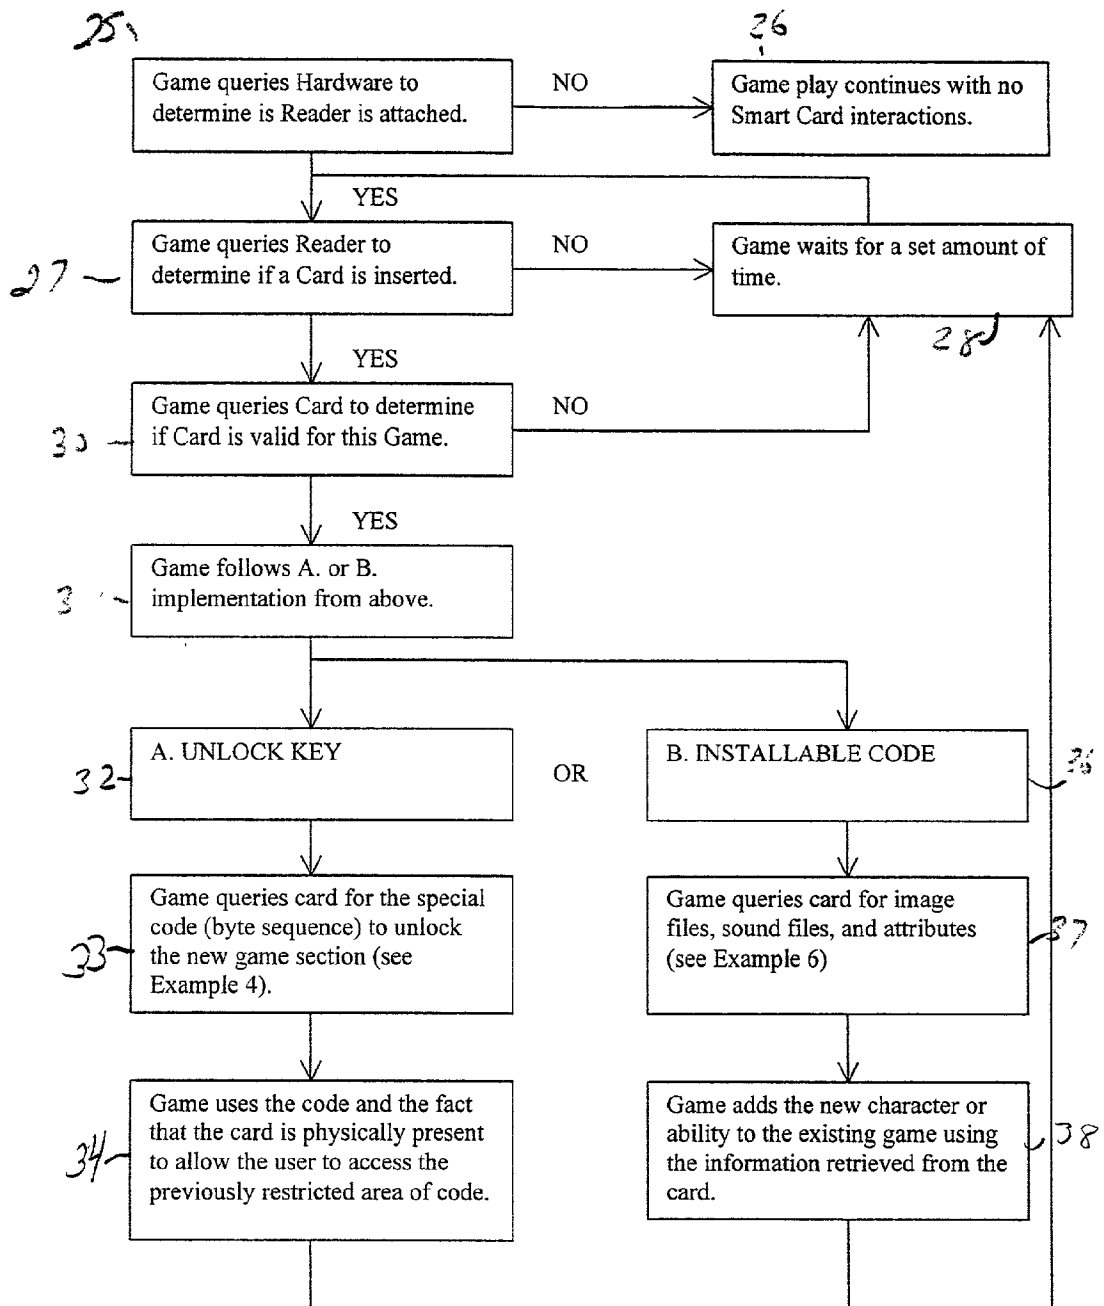 25
26
Game queries Hardware to
determine is Reader is attached.
NO
Game play continues with no
Smart Card interactions.
YES
27
Game queries Reader to
determine if a Card is inserted.
NO
Game waits for a set amount of
time.
28
YES
30
Game queries Card to determine
if Card is valid for this Game.
NO
YES
3
Game follows A. or B.
implementation from above.
32
A. UNLOCK KEY
OR
B. INSTALLABLE CODE
36
33
Game queries card for the special
code (byte sequence) to unlock
the new game section (see
Example 4).
Game queries card for image
files, sound files, and attributes
(see Example 6)
37
34
Game uses the code and the fact
that the card is physically present
to allow the user to access the
previously restricted area of code.
Game adds the new character or
ability to the existing game using
the information retrieved from the
card.
38